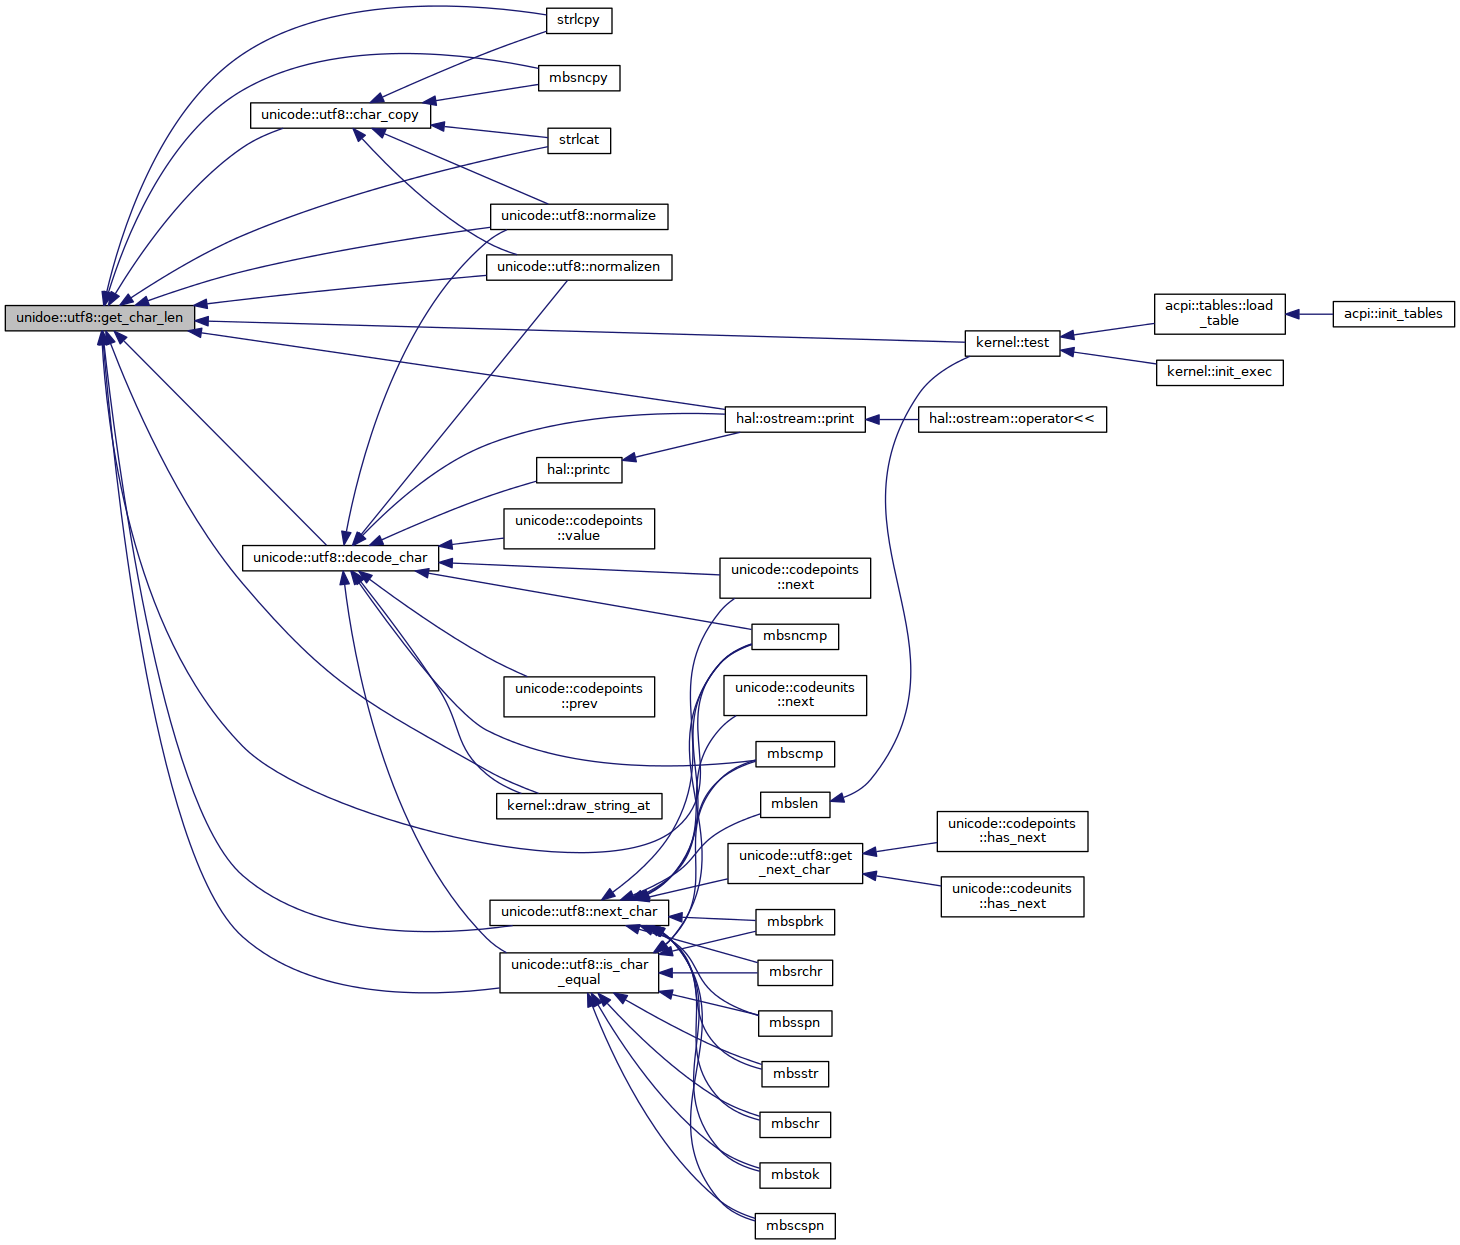 strlcpy
mbsncpy
unicode::utf8::char_copy
strlcat
unicode::utf8::normalize
unicode::utf8::normalizen
unidoe::utf8::get_char_len
acpi::tables::load
_table
acpi::init_tables
kernel::test
kernel::init_exec
hal::ostream::print
hal::ostream::operator<<
hal::printc
unicode::codepoints
::value
unicode::utf8::decode_char
unicode::codepoints
::next
mbsncmp
unicode::codepoints
::prev
unicode::codeunits
::next
mbscmp
kernel::draw_string_at
mbslen
unicode::codepoints
::has_next
unicode::utf8::get
_next_char
unicode::codeunits
::has_next
unicode::utf8::next_char
mbspbrk
unicode::utf8::is_char
_equal
mbsrchr
mbsspn
mbsstr
mbschr
mbstok
mbscspn